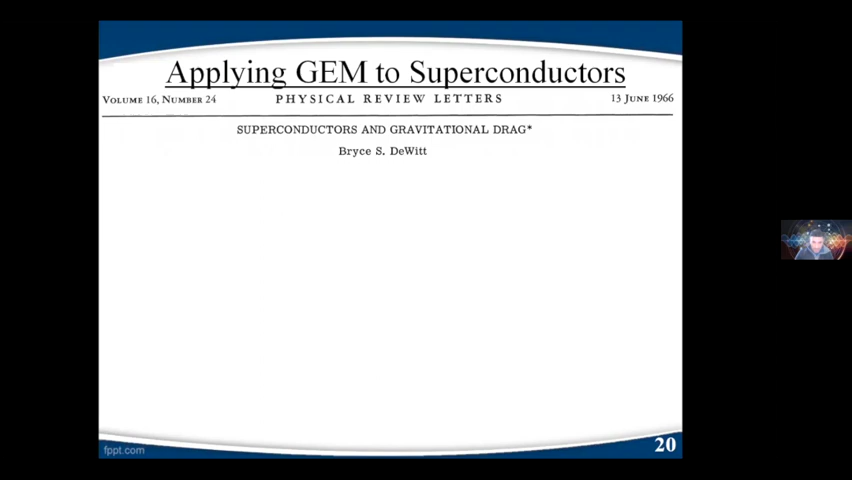 Applying GEM to Superconductors
VOLUME 16, NUMBER 24 PHYSICAL REVIEW LETTERS 13 JUNE 1966
SUPERCONDUCTORS AND GRAVITATIONAL DRAG*
Bryce S. DeWitt
fppt.com 20